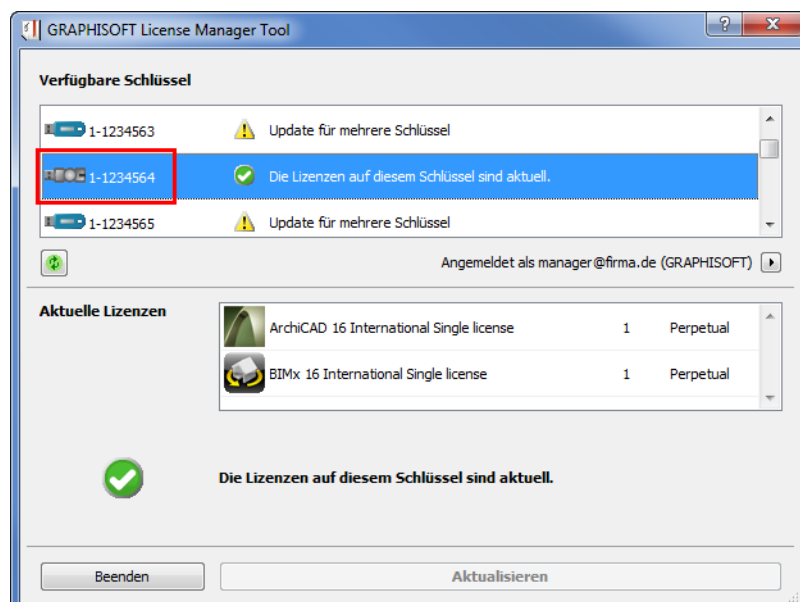 GRAPHISOFT License Manager Tool
Verfügbare Schlüssel
1-1234563 Update für mehrere Schlüssel
1-1234564 Die Lizenzen auf diesem Schlüssel sind aktuell.
1-1234565 Update für mehrere Schlüssel
Angemeldet als manager@firma.de (GRAPHISOFT)
Aktuelle Lizenzen
ArchiCAD 16 International Single license 1 Perpetual
BIMx 16 International Single license 1 Perpetual
Die Lizenzen auf diesem Schlüssel sind aktuell.
Beenden Aktualisieren